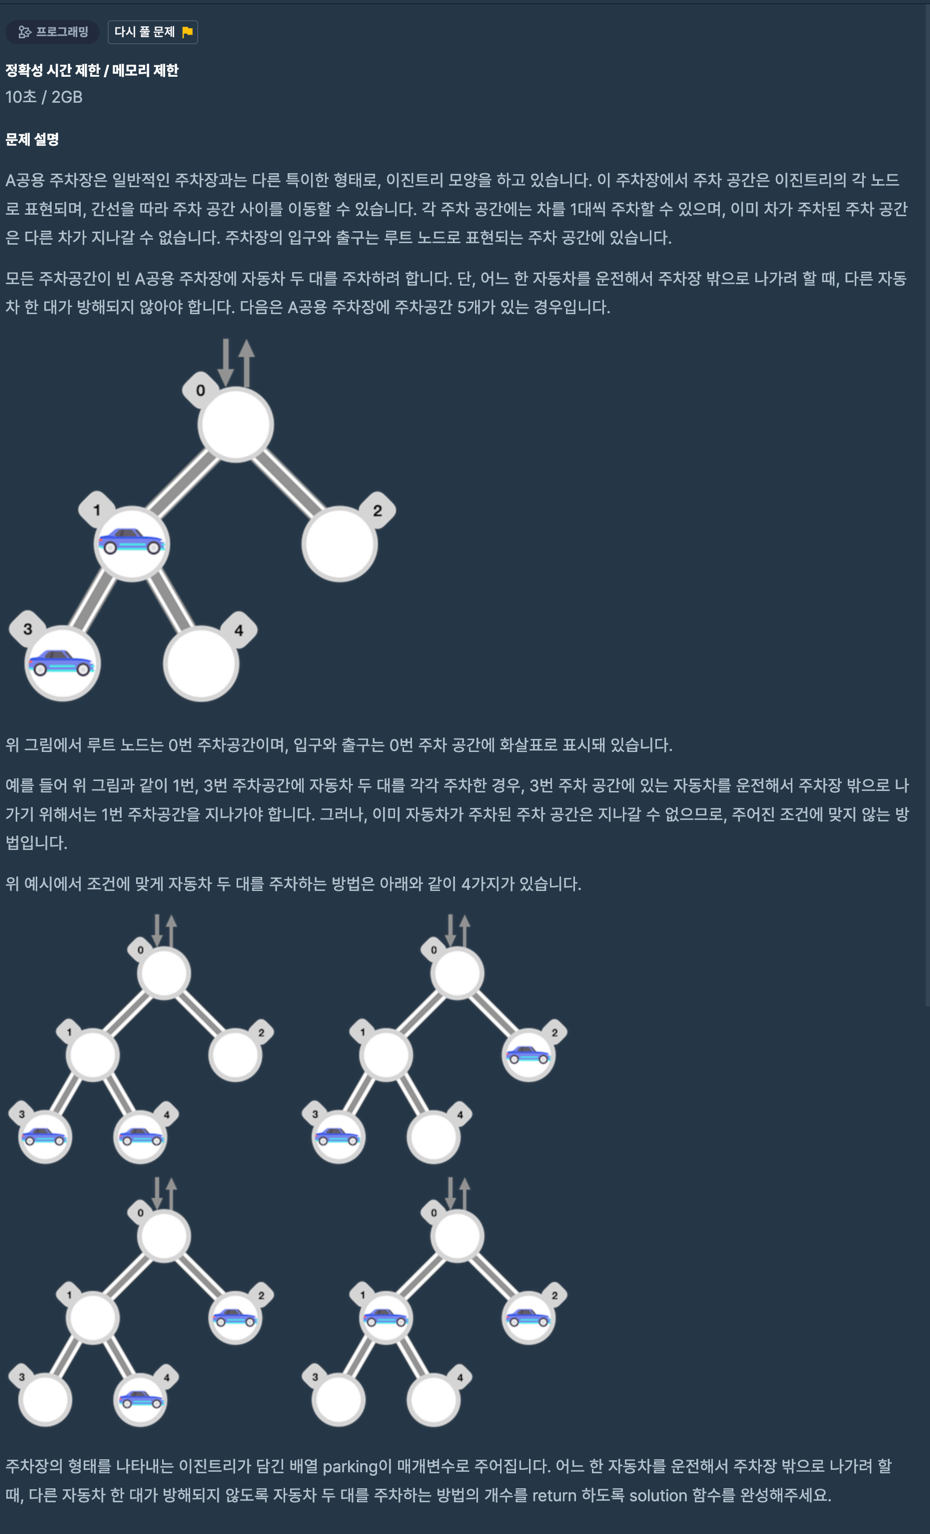 프로그래밍
다시 풀 문제
정확성 시간 제한 / 메모리 제한
10초 / 2GB
문제 설명
A공용 주차장은 일반적인 주차장과는 다른 특이한 형태로, 이진트리 모양을 하고 있습니다. 이 주차장에서 주차 공간은 이진트리의 각 노드
로 표현되며, 간선을 따라 주차 공간 사이를 이동할 수 있습니다. 각 주차 공간에는 차를 1대씩 주차할 수 있으며, 이미 차가 주차된 주차 공간
은 다른 차가 지나갈 수 없습니다. 주차장의 입구와 출구는 루트 노드로 표현되는 주차 공간에 있습니다.
모든 주차공간이 빈 A공용 주차장에 자동차 두 대를 주차하려 합니다. 단, 어느 한 자동차를 운전해서 주차장 밖으로 나가려 할 때, 다른 자동
차 한 대가 방해되지 않아야 합니다. 다음은 A공용 주차장에 주차공간 5개가 있는 경우입니다.
0
1
2
3
4
위 그림에서 루트 노드는 0번 주차공간이며, 입구와 출구는 0번 주차 공간에 화살표로 표시돼 있습니다.
예를 들어 위 그림과 같이 1번, 3번 주차공간에 자동차 두 대를 각각 주차한 경우, 3번 주차 공간에 있는 자동차를 운전해서 주차장 밖으로 나
가기 위해서는 1번 주차공간을 지나가야 합니다. 그러나, 이미 자동차가 주차된 주차 공간은 지나갈 수 없으므로, 주어진 조건에 맞지 않는 방
법입니다.
위 예시에서 조건에 맞게 자동차 두 대를 주차하는 방법은 아래와 같이 4가지가 있습니다.
0
1
2
3
4
0
1
2
3
4
0
1
2
3
4
0
1
2
3
4
주차장의 형태를 나타내는 이진트리가 담긴 배열 parking이 매개변수로 주어집니다. 어느 한 자동차를 운전해서 주차장 밖으로 나가려 할
때, 다른 자동차 한 대가 방해되지 않도록 자동차 두 대를 주차하는 방법의 개수를 return 하도록 solution 함수를 완성해주세요.